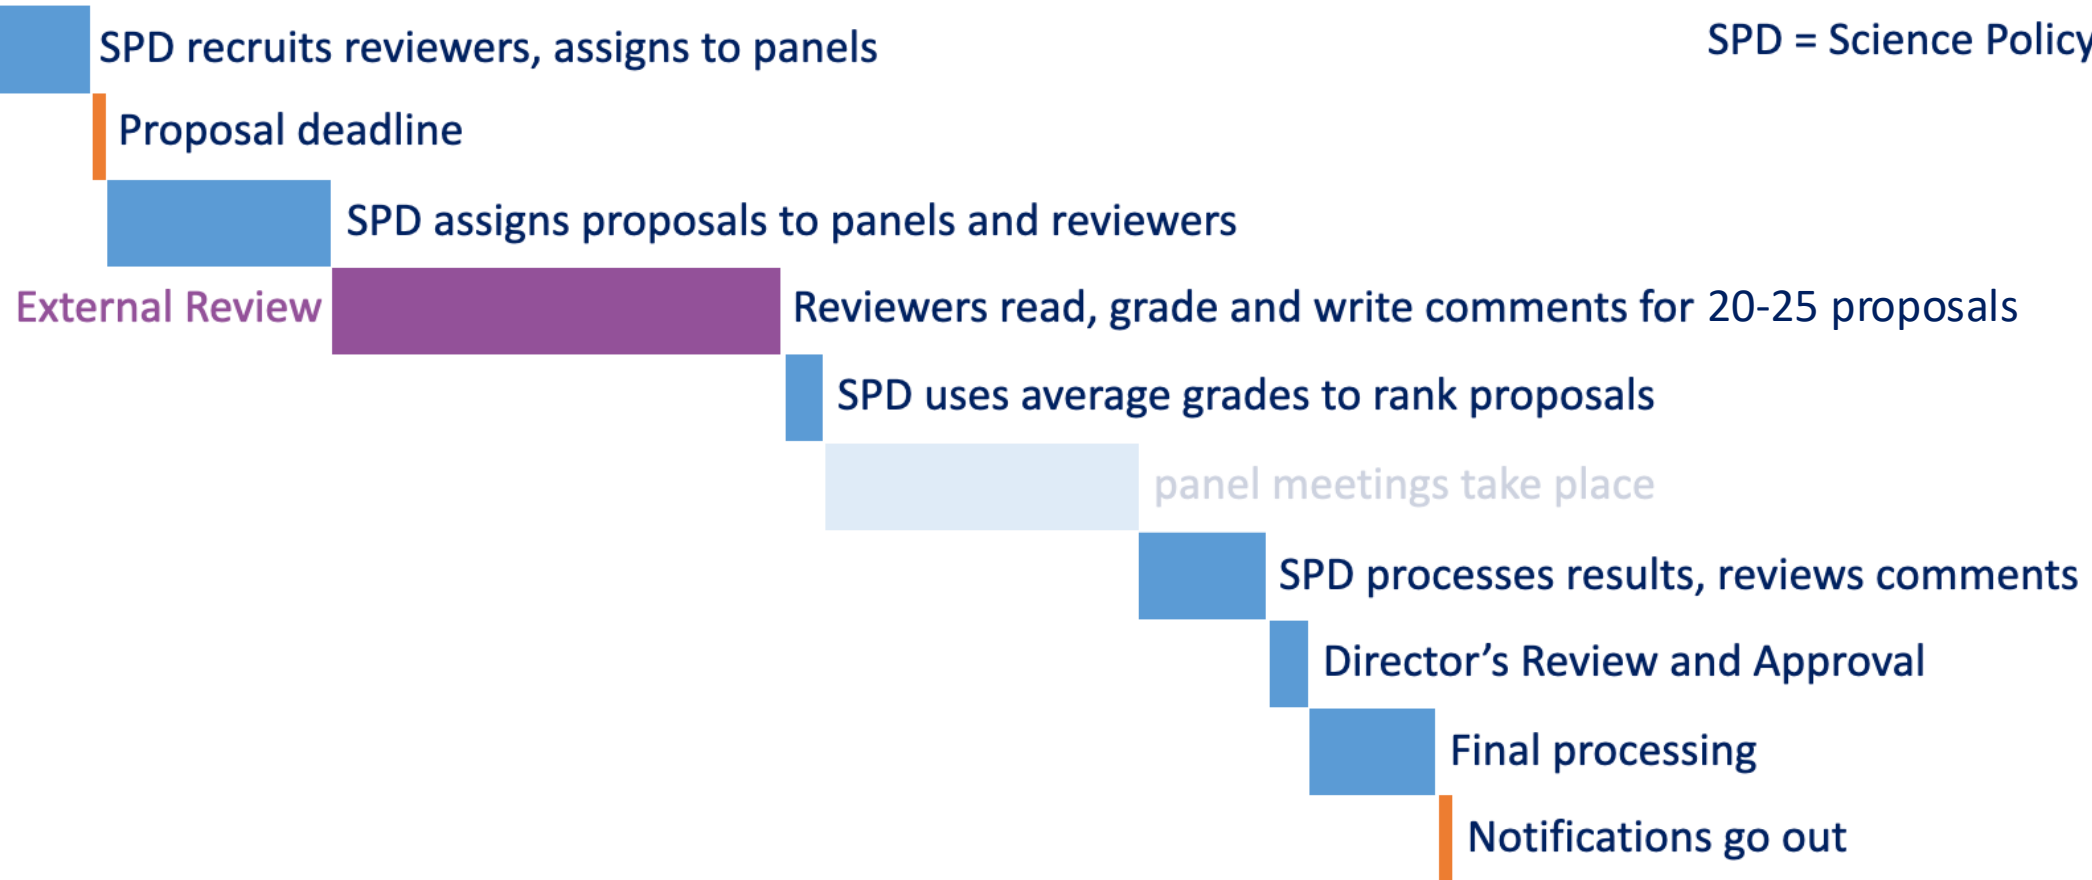 SPD recruits reviewers, assigns to panels
SPD = Science Policy
Proposal deadline
SPD assigns proposals to panels and reviewers
External Review
Reviewers read, grade and write comments for 20-25 proposals
SPD uses average grades to rank proposals
panel meetings take place
SPD processes results, reviews comments
Director’s Review and Approval
Final processing
Notifications go out